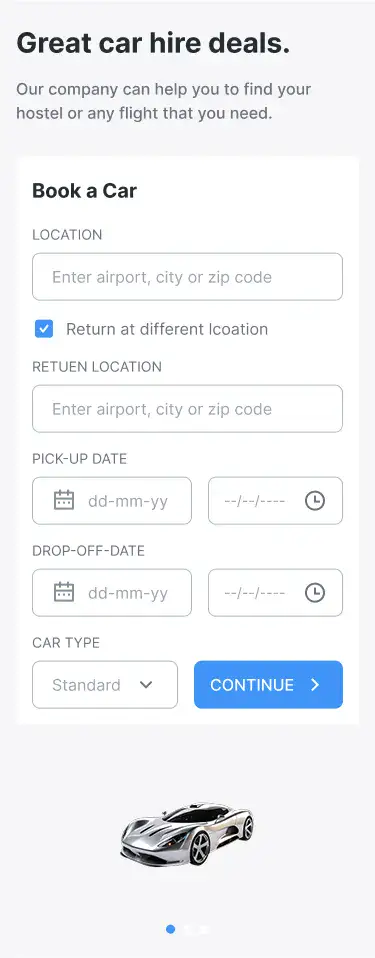 Great car hire deals.
Our company can help you to find your
hostel or any flight that you need.
Book a Car
LOCATION
Enter airport, city or zip code
Return at different lcoation
RETUEN LOCATION
Enter airport, city or zip code
PICK-UP DATE
dd-mm-yy --/--/----
DROP-OFF-DATE
dd-mm-yy --/--/----
CAR TYPE
Standard CONTINUE